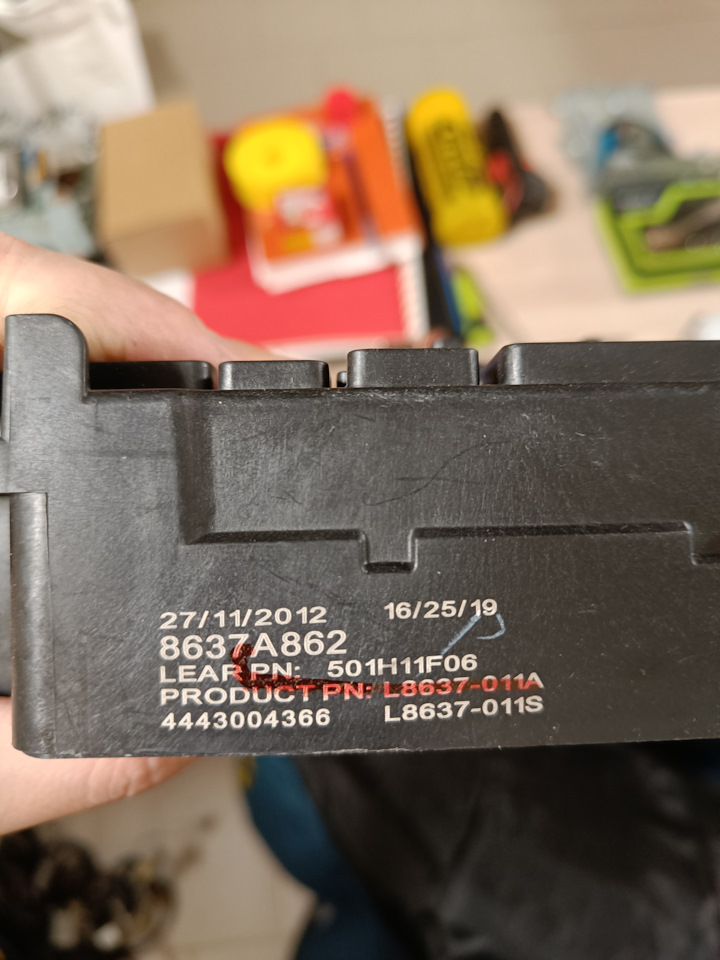 27/11/2012 16/25/19
8637A862
LEAR PN: 501H11F06
PRODUCT PN: L8637-011A
4443004366 L8637-011S